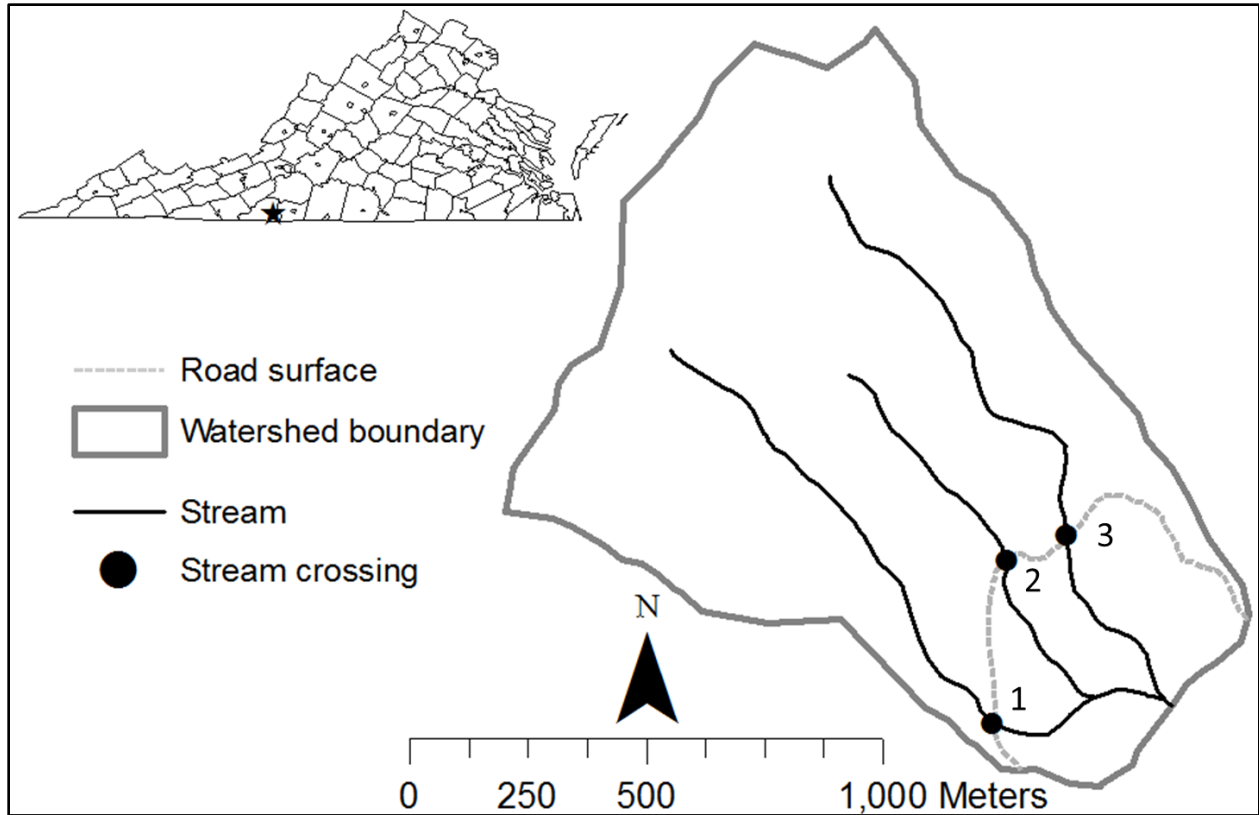 Road surface
Watershed boundary
Stream
Stream crossing
N
0 250 500 1,000 Meters
1
2
3